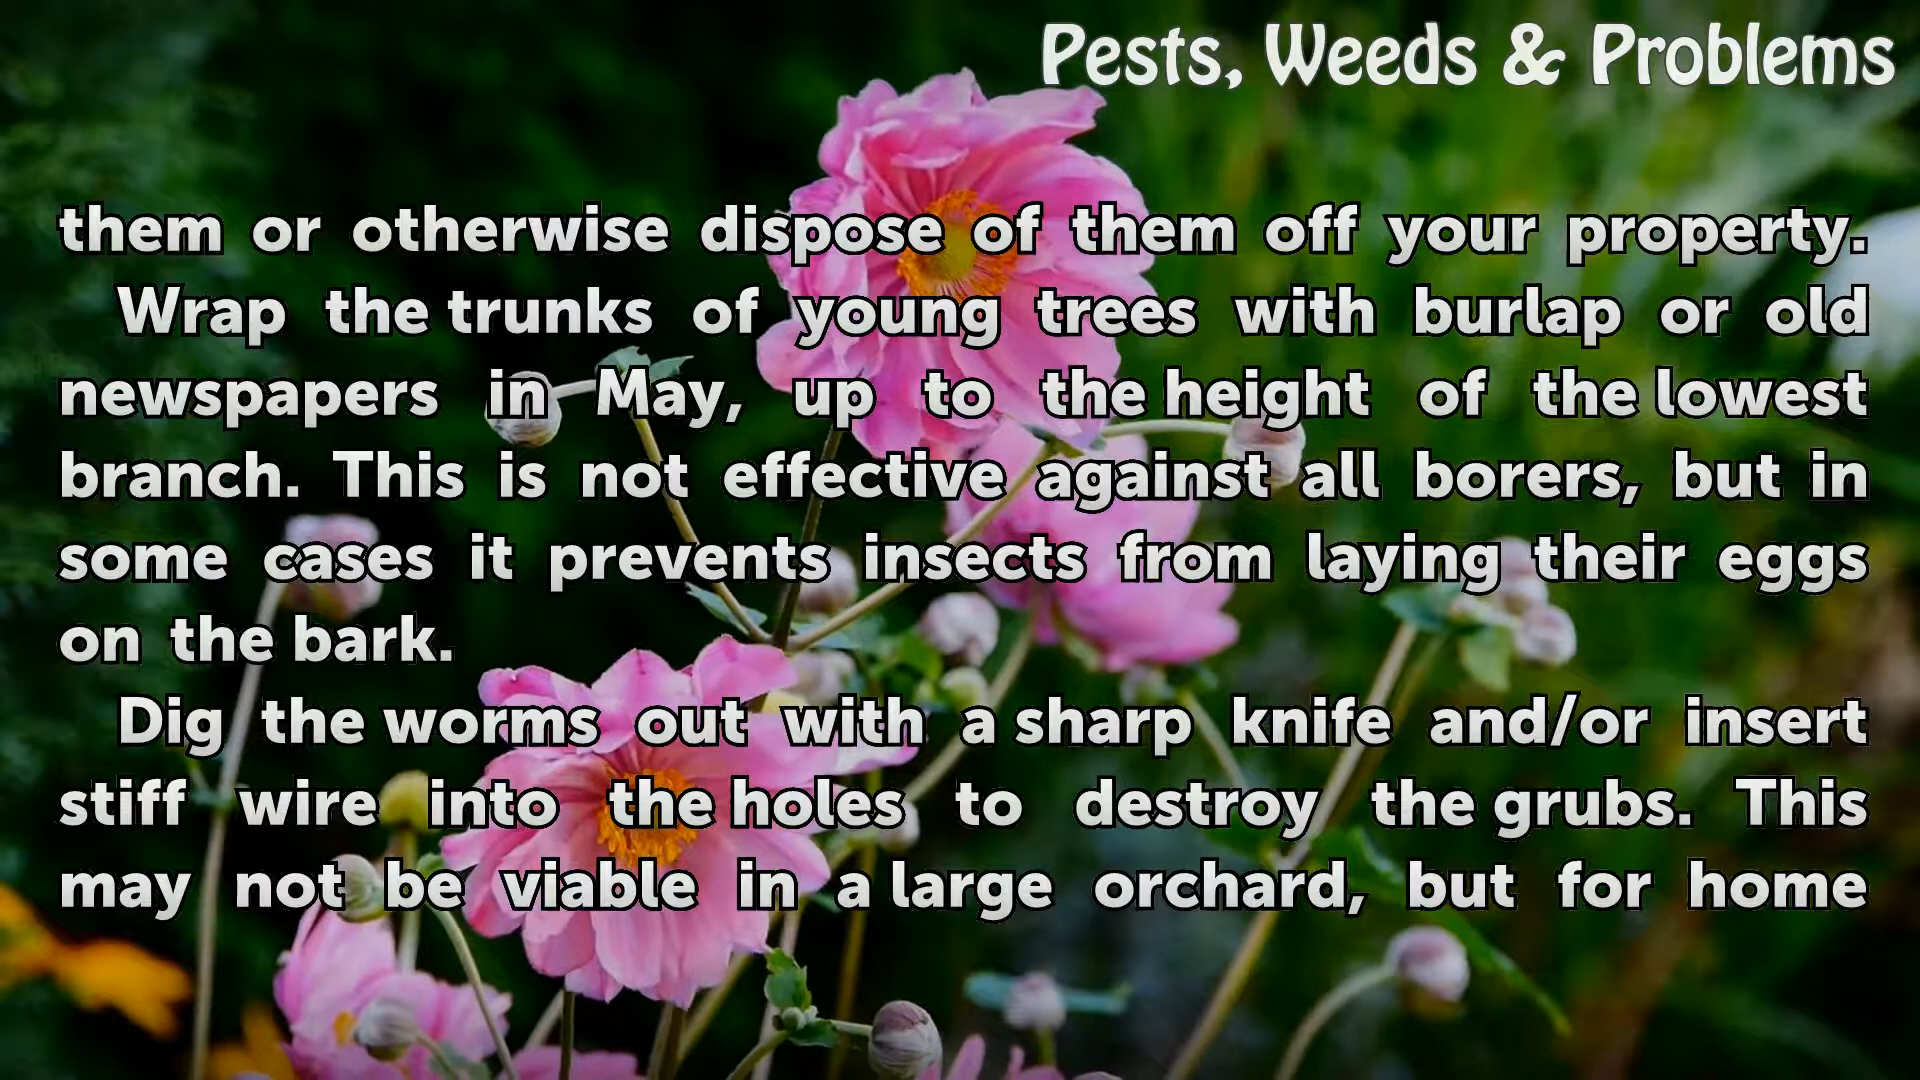 Pests, Weeds & Problems
them or otherwise dispose of them off your property.
Wrap the trunks of young trees with burlap or old
newspapers in May, up to the height of the lowest
branch. This is not effective against all borers, but in
some cases it prevents insects from laying their eggs
on the bark.
Dig the worms out with a sharp knife and/or insert
stiff wire into the holes to destroy the grubs. This
may not be viable in a large orchard, but for home